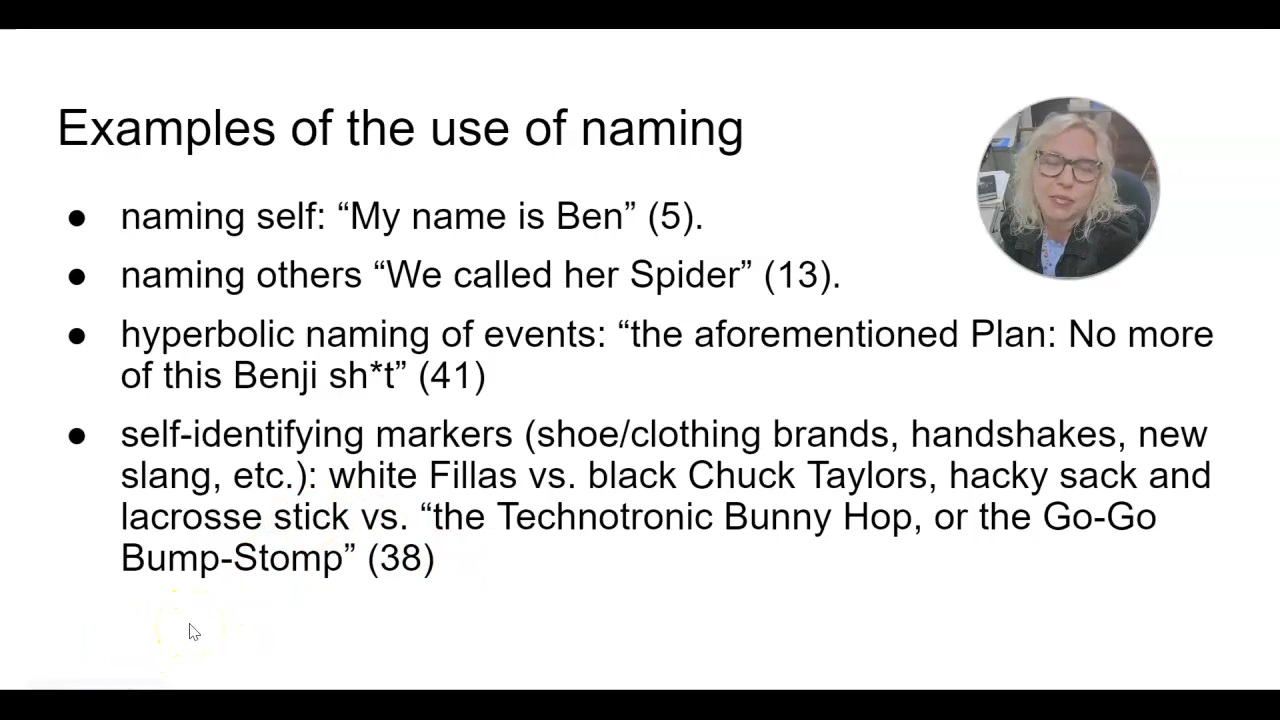 Examples of the use of naming
● naming self: “My name is Ben” (5).
● naming others “We called her Spider” (13).
● hyperbolic naming of events: “the aforementioned Plan: No more
of this Benji sh*t” (41)
● self-identifying markers (shoe/clothing brands, handshakes, new
slang, etc.): white Fillas vs. black Chuck Taylors, hacky sack and
lacrosse stick vs. “the Technotronic Bunny Hop, or the Go-Go
Bump-Stomp” (38)